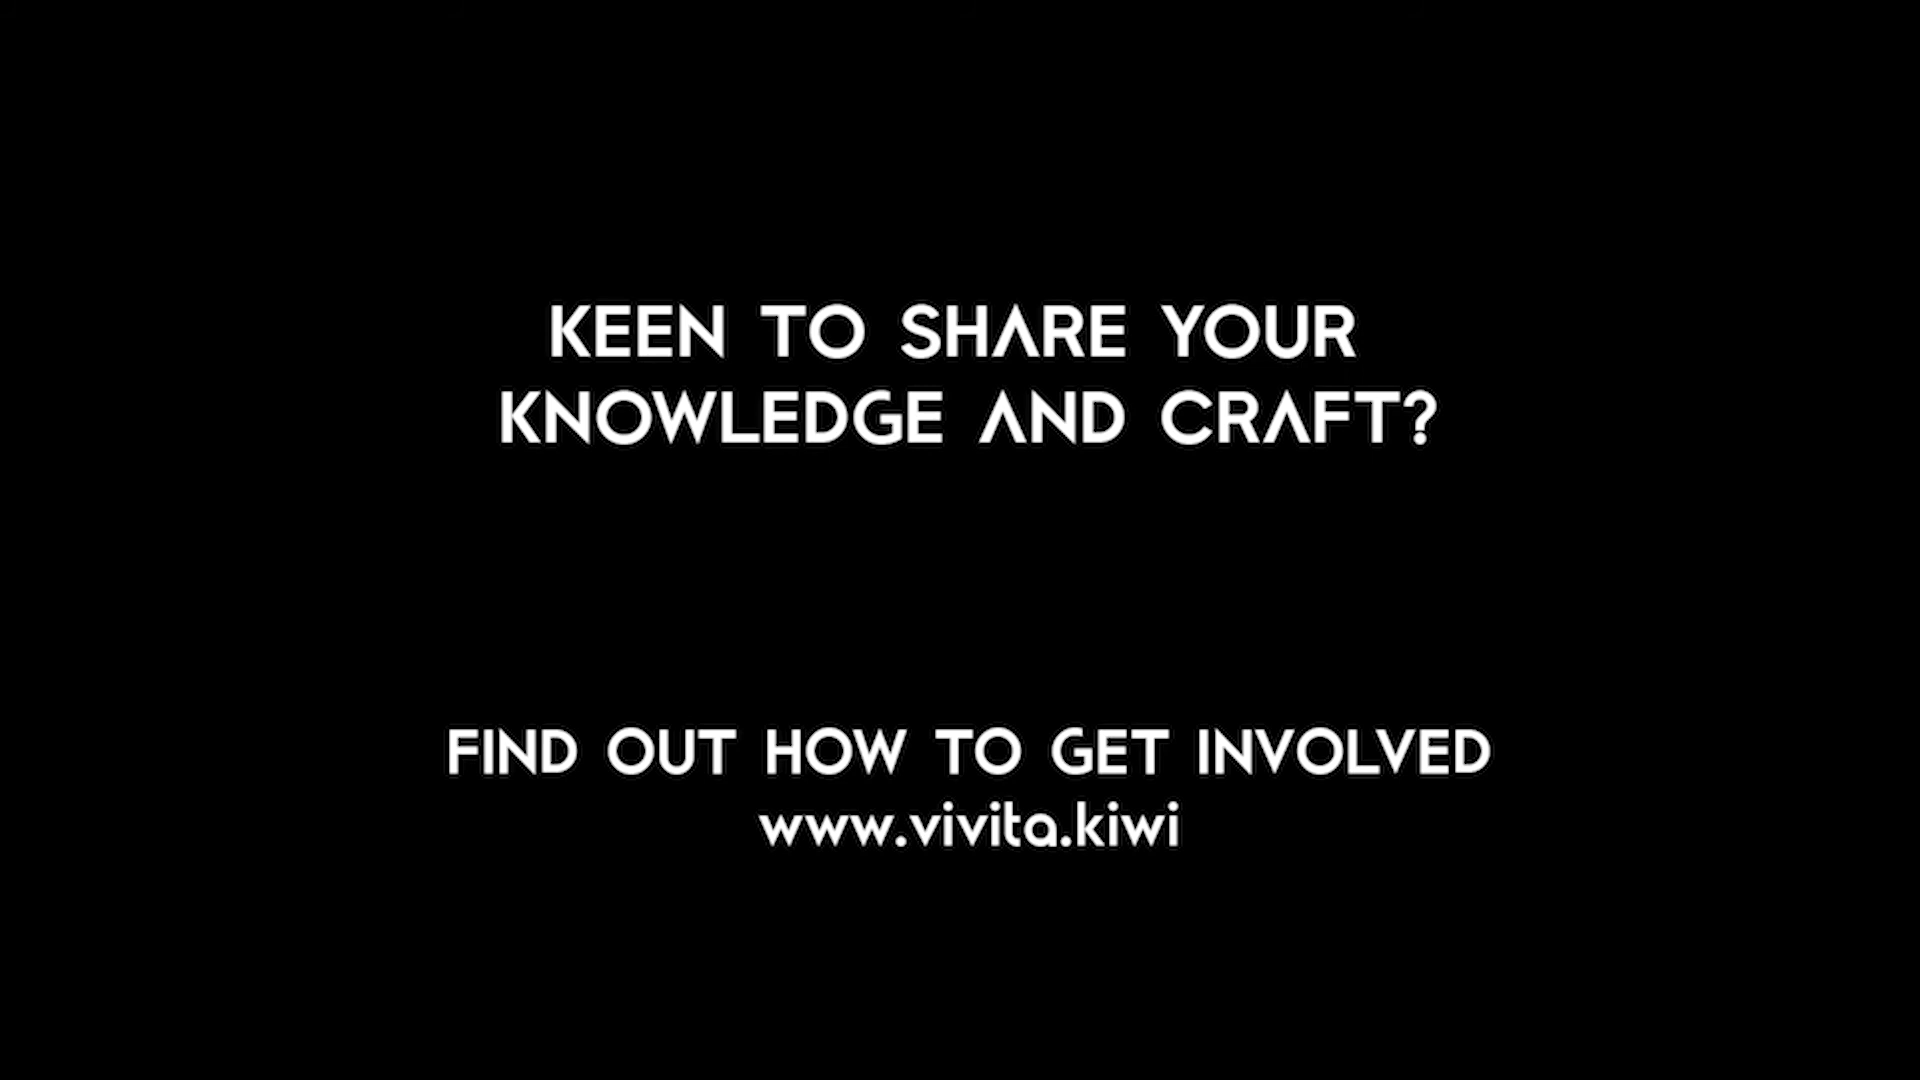 KEEN TO SHARE YOUR
KNOWLEDGE AND CRAFT?
FIND OUT HOW TO GET INVOLVED
www.vivita.kiwi